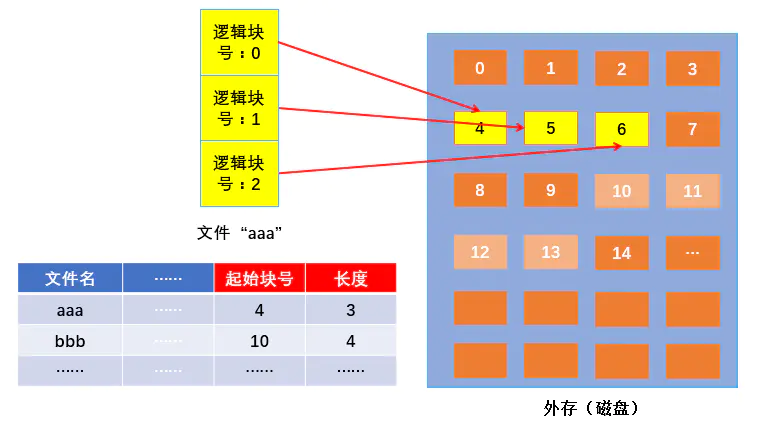 逻辑块
号：0
逻辑块
号：1
逻辑块
号：2
文件“aaa”
文件名 …… 起始块号 长度
aaa …… 4 3
bbb …… 10 4
…… …… …… ……
0 1 2 3
4 5 6 7
8 9 10 11
12 13 14 …
外存（磁盘）